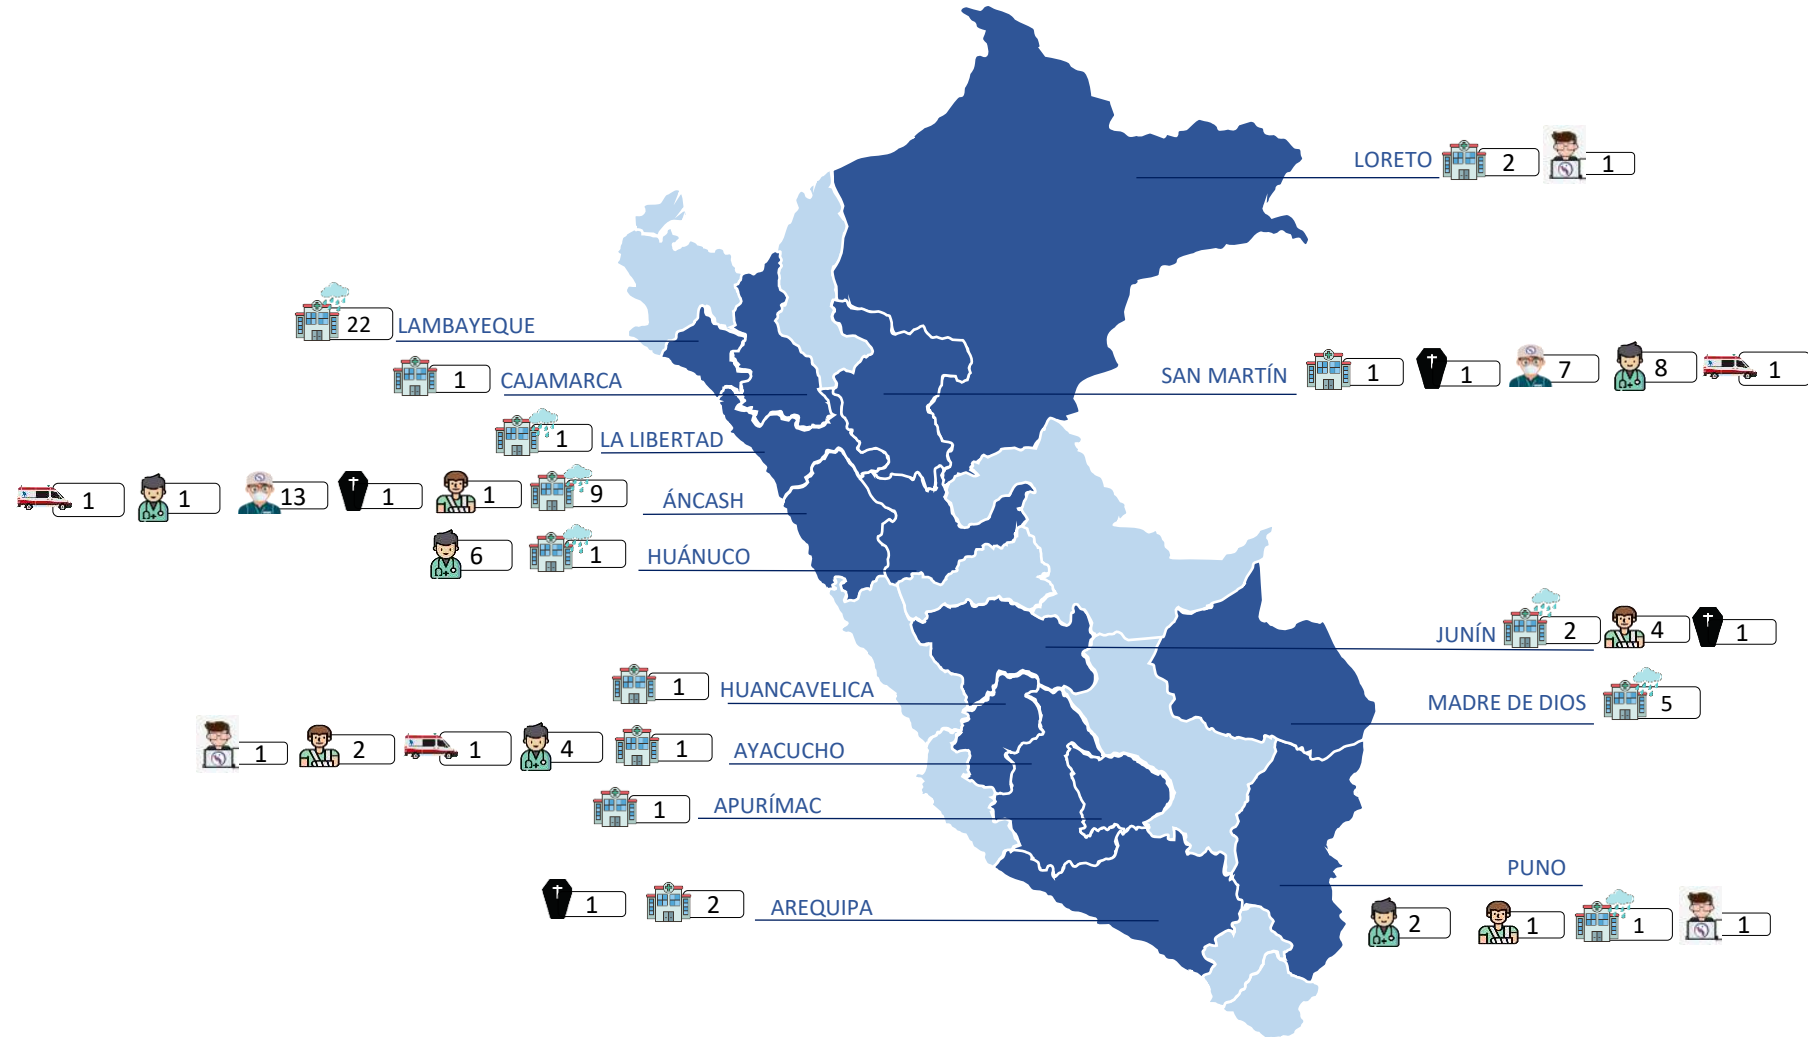 LORETO 2 1
22 LAMBAYEQUE
1 CAJAMARCA
SAN MARTÍN 1 1 7 8 1
1 LA LIBERTAD
1 1 13 1 1 9 ÁNCASH
6 1 HUÁNUCO
JUNÍN 2 4 1
1 HUANCAVELICA
MADRE DE DIOS 5
1 2 1 4 1 AYACUCHO
1 APURÍMAC
PUNO
1 2 AREQUIPA
2 1 1 1